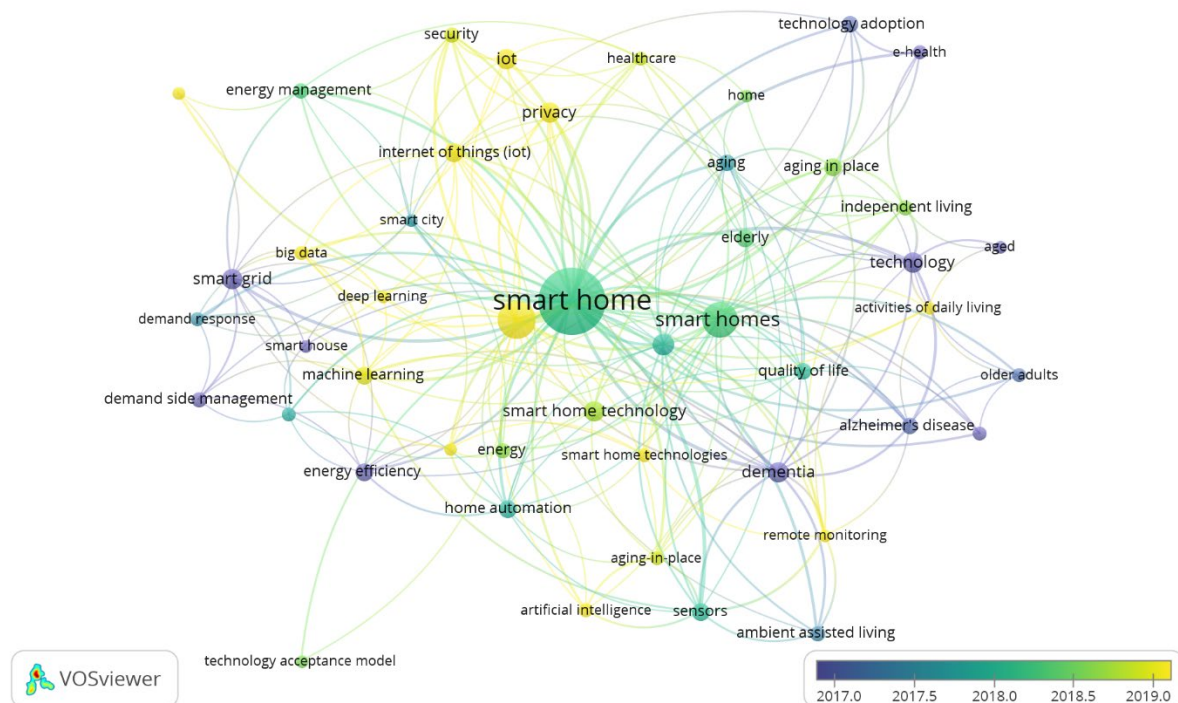 technology adoption
security
e-health
iot
healthcare
energy management
home
privacy
internet of things (iot)
aging
aging in place
independent living
smart city
elderly
aged
big data
technology
smart grid
deep learning
smart home
activities of daily living
demand response
smart homes
smart house
machine learning
quality of life
older adults
demand side management
smart home technology
alzheimer's disease
energy
smart home technologies
energy efficiency
dementia
home automation
remote monitoring
aging-in-place
artificial intelligence
sensors
ambient assisted living
technology acceptance model
VOSviewer
2017.0
2017.5
2018.0
2018.5
2019.0